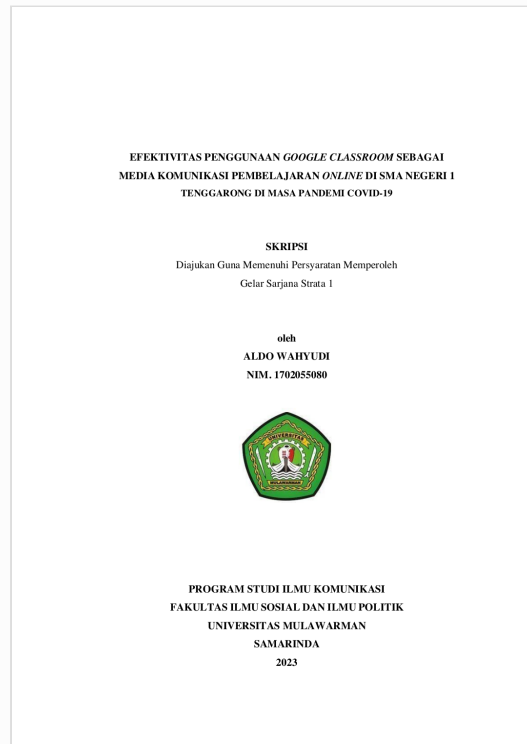 EFEKTIVITAS PENGGUNAAN GOOGLE CLASSROOM SEBAGAI
MEDIA KOMUNIKASI PEMBELAJARAN ONLINE DI SMA NEGERI 1
TENGGARONG DI MASA PANDEMI COVID-19
SKRIPSI
Diajukan Guna Memenuhi Persyaratan Memperoleh
Gelar Sarjana Strata 1
oleh
ALDO WAHYUDI
NIM. 1702055080
UNIVERSITAS
MULAWARMAN
PROGRAM STUDI ILMU KOMUNIKASI
FAKULTAS ILMU SOSIAL DAN ILMU POLITIK
UNIVERSITAS MULAWARMAN
SAMARINDA
2023